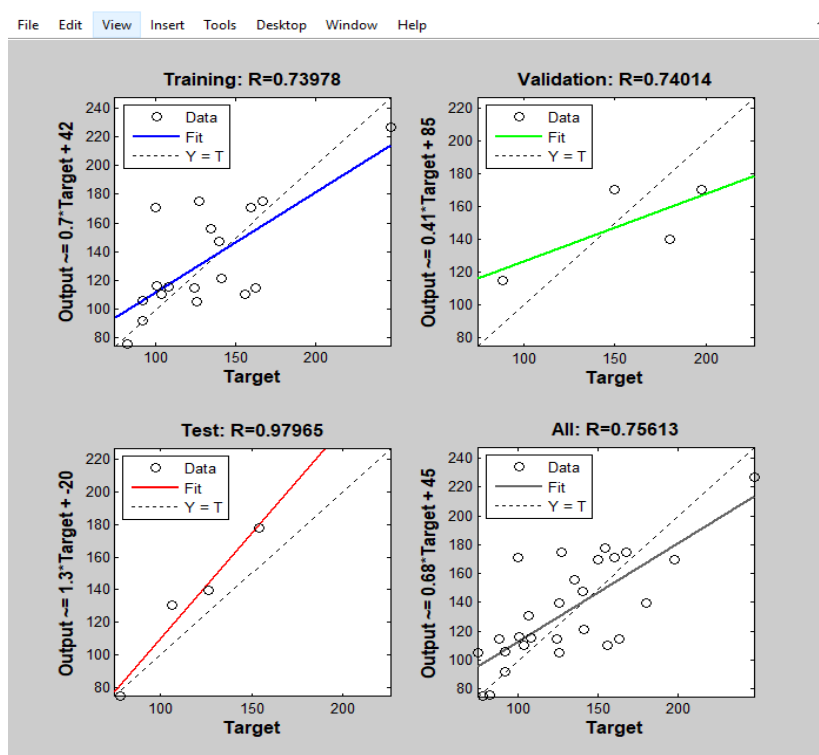 File Edit View Insert Tools Desktop Window Help
Training: R=0.73978
Output ~= 0.7*Target + 42
240
220
200
180
160
140
120
100
80
Data
Fit
Y = T
100 150 200
Target
Validation: R=0.74014
Output ~= 0.41*Target + 85
220
200
180
160
140
120
100
80
Data
Fit
Y = T
100 150 200
Target
Test: R=0.97965
Output ~= 1.3*Target + -20
220
200
180
160
140
120
100
80
Data
Fit
Y = T
100 150 200
Target
All: R=0.75613
Output ~= 0.68*Target + 45
240
220
200
180
160
140
120
100
80
Data
Fit
Y = T
100 150 200
Target